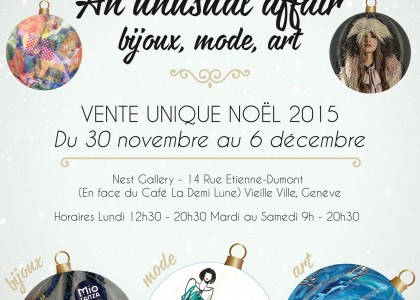 An unusual affair
bijoux, mode, art
VENTE UNIQUE NOËL 2015
Du 30 novembre au 6 décembre
Nest Gallery - 14 Rue Etienne-Dumont
(En face du Café La Demi Lune) Vieille Ville, Genève
Horaires Lundi 12h30 - 20h30 Mardi au Samedi 9h - 20h30
bijoux
mode
art
Mio